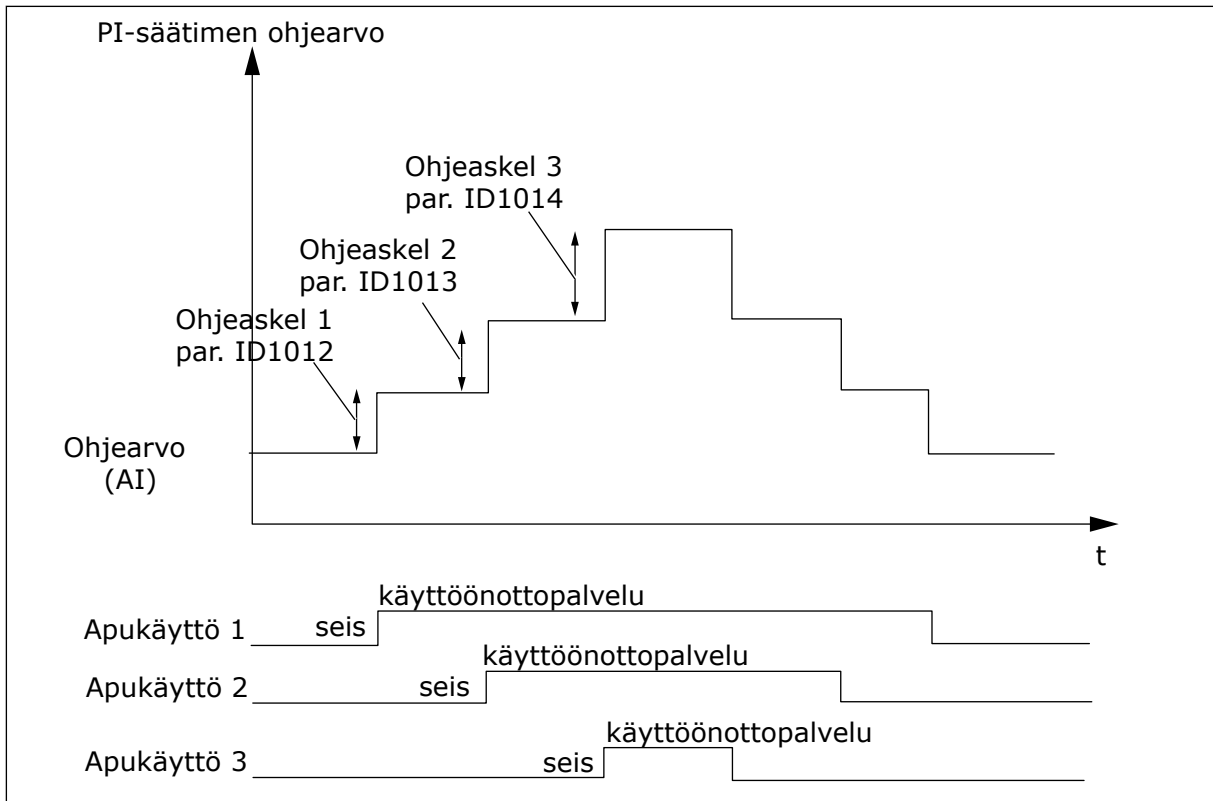 PI-säätimen ohjearvo
Ohjeaskel 3
par. ID1014
Ohjeaskel 2
par. ID1013
Ohjeaskel 1
par. ID1012
Ohjearvo
(AI)
t
käyttöönottopalvelu
Apukäyttö 1
seis
käyttöönottopalvelu
Apukäyttö 2
seis
käyttöönottopalvelu
Apukäyttö 3
seis